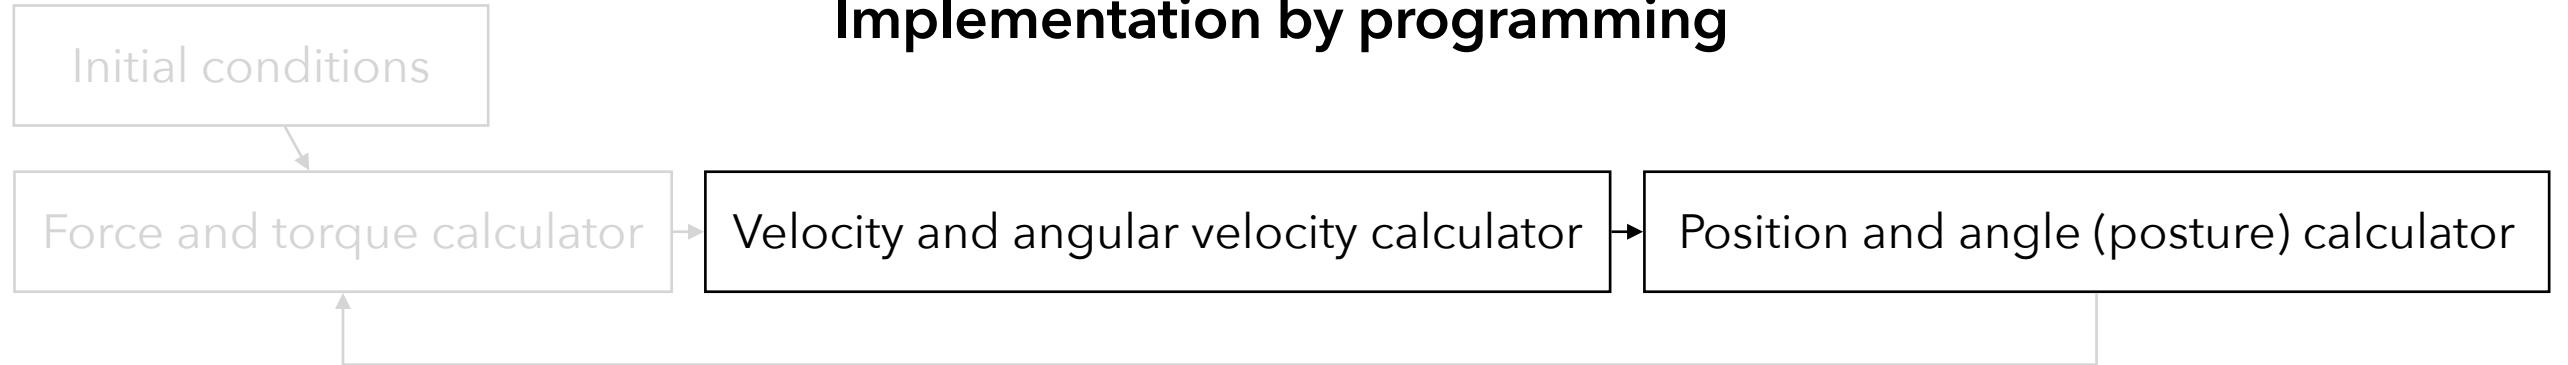 Implementation by programming
Initial conditions
Force and torque calculator
Velocity and angular velocity calculator
Position and angle (posture) calculator